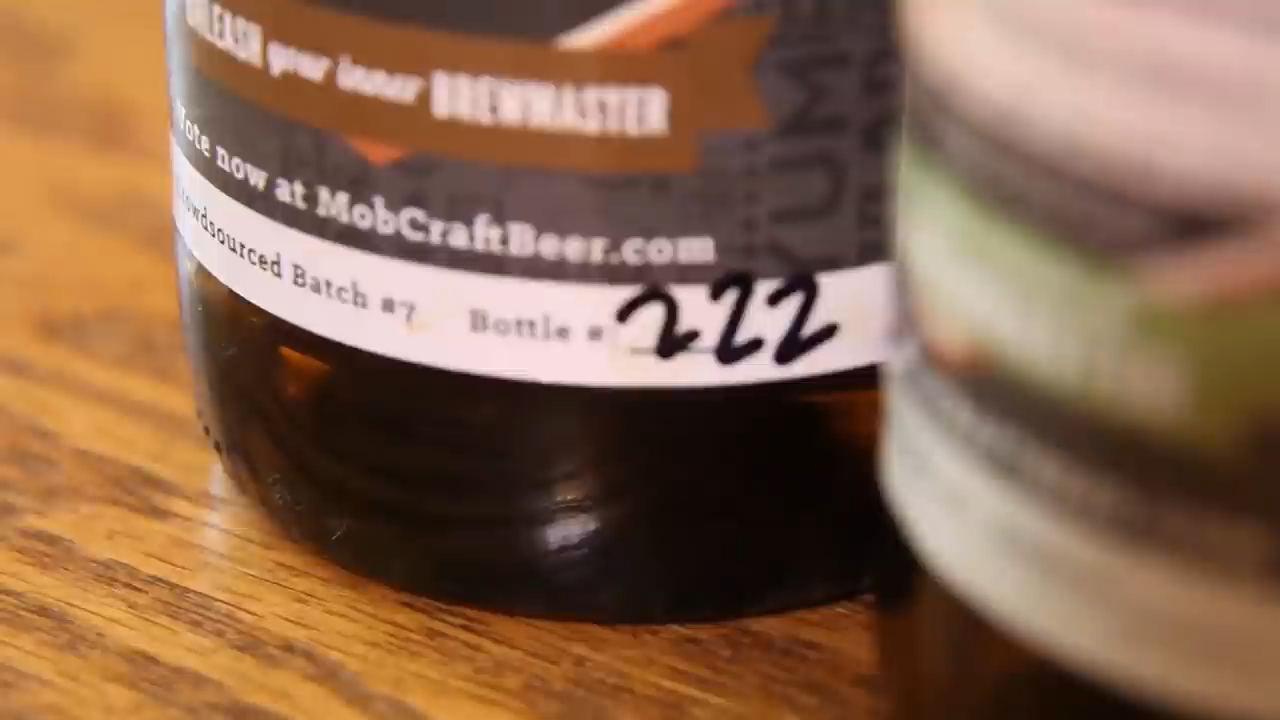 your inner BREWMASTER
Vote now at MobCraftBeer.com
Batch #7 Bottle # 222